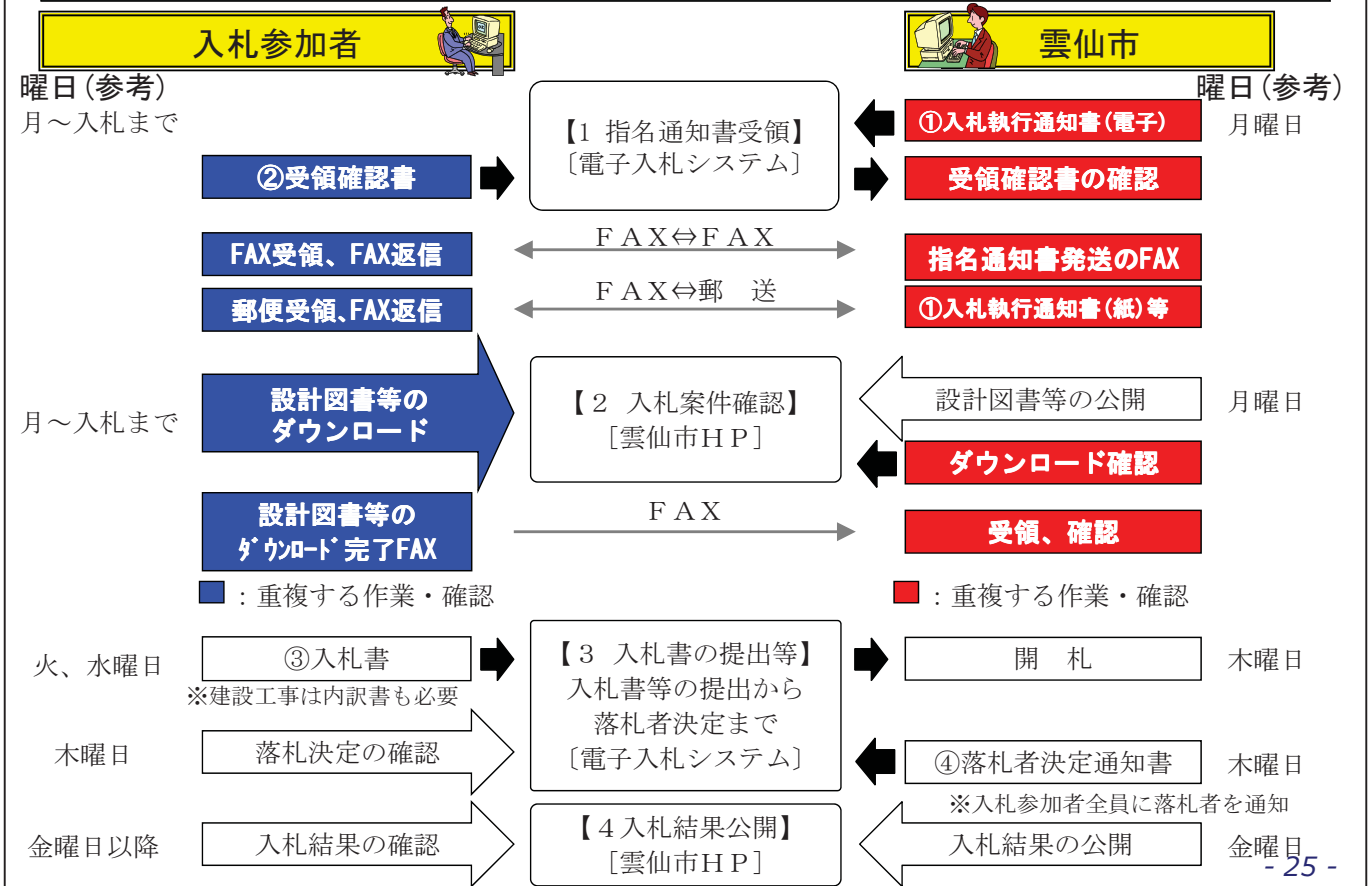 入札参加者
雲仙市
曜日(参考)
曜日(参考)
月～入札まで
【1 指名通知書受領】
〔電子入札システム〕
①入札執行通知書(電子)
月曜日
②受領確認書
受領確認書の確認
FAX受領、FAX返信
ＦＡＸ⇔ＦＡＸ
指名通知書発送のFAX
郵便受領、FAX返信
ＦＡＸ⇔郵　送
①入札執行通知書(紙)等
月～入札まで
設計図書等の
ダウンロード
【２ 入札案件確認】
［雲仙市ＨＰ］
設計図書等の公開
月曜日
ダウンロード確認
設計図書等の
ﾀﾞｳﾝﾛｰﾄﾞ完了FAX
ＦＡＸ
受領、確認
：重複する作業・確認
：重複する作業・確認
火、水曜日
③入札書
※建設工事は内訳書も必要
【３ 入札書の提出等】
入札書等の提出から
落札者決定まで
〔電子入札システム〕
開　札
木曜日
木曜日
落札決定の確認
④落札者決定通知書
木曜日
※入札参加者全員に落札者を通知
金曜日以降
入札結果の確認
【４入札結果公開】
［雲仙市ＨＰ］
入札結果の公開
金曜日
- 25 -